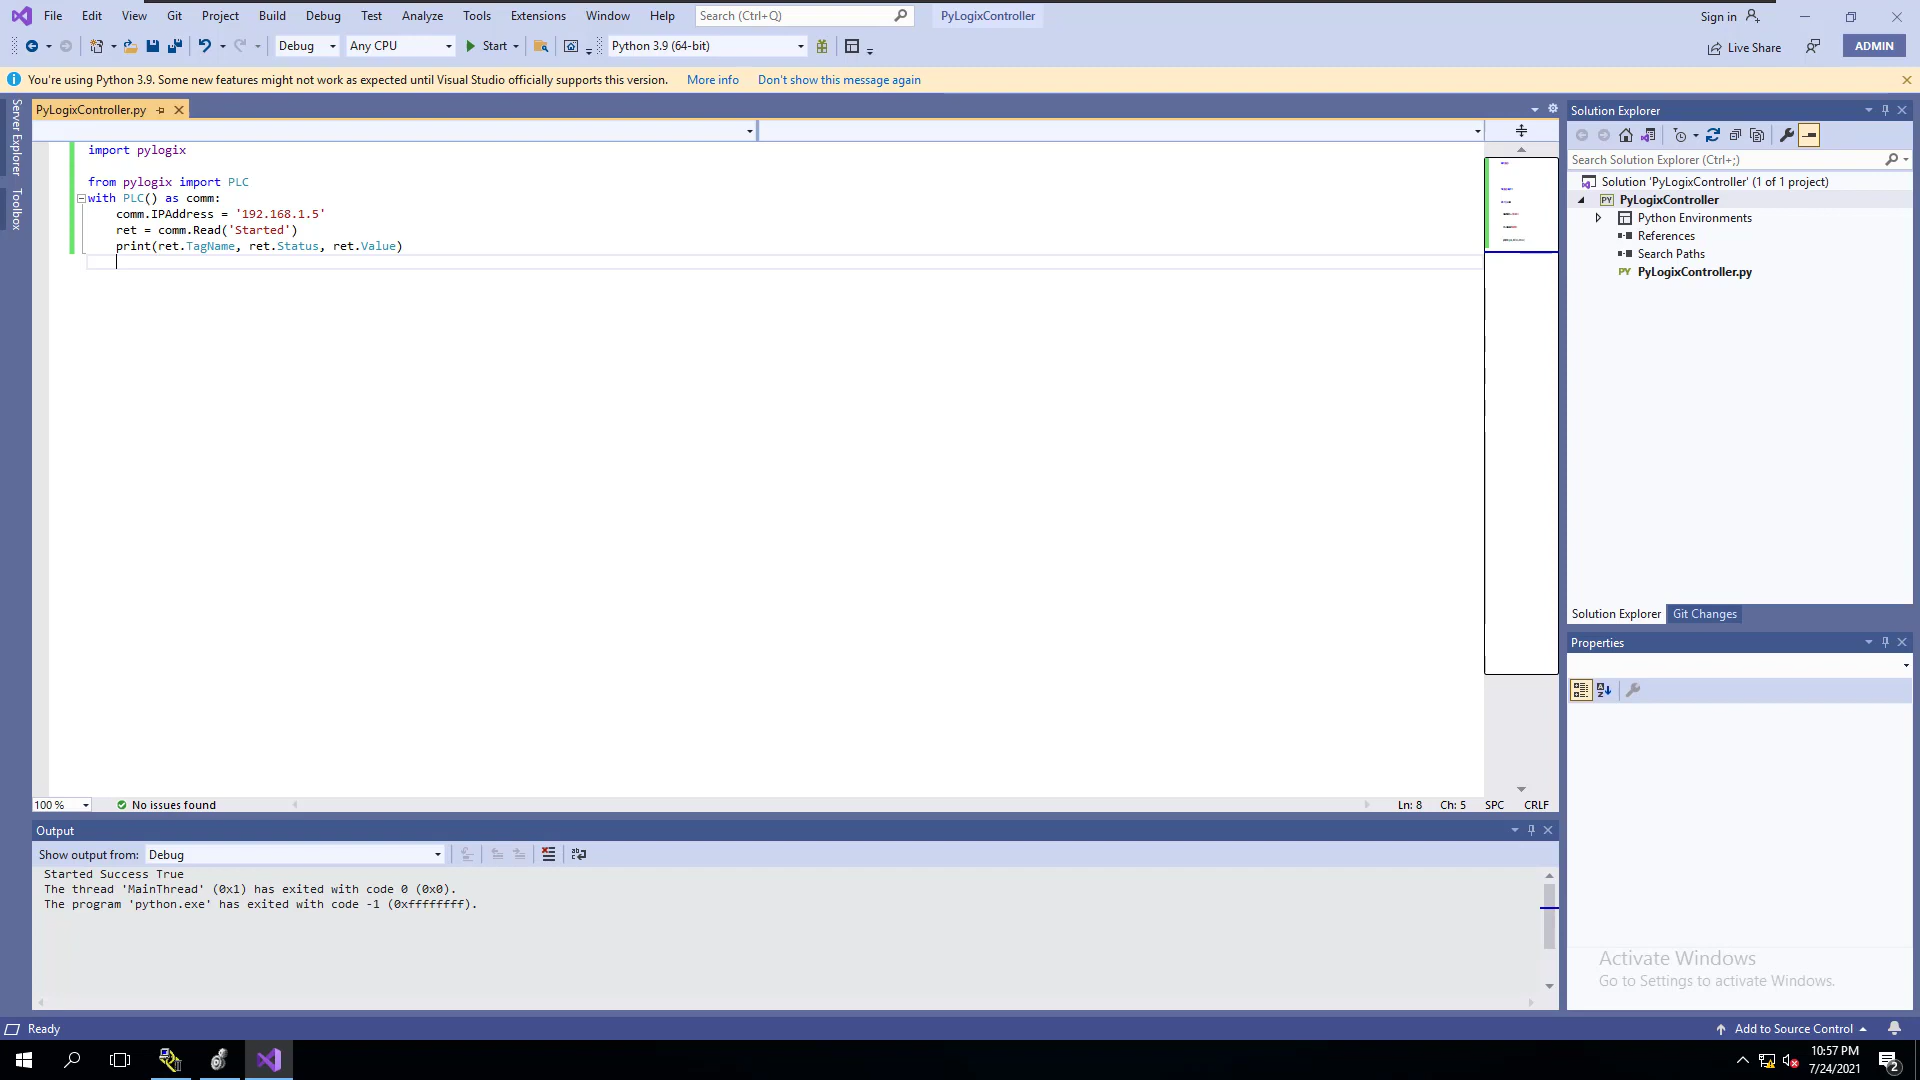 File Edit View Git Project Build Debug Test Analyze Tools Extensions Window Help Search (Ctrl+Q) PyLogixController Sign in
Debug Any CPU Start Python 3.9 (64-bit) Live Share ADMIN
You're using Python 3.9. Some new features might not work as expected until Visual Studio officially supports this version. More info Don't show this message again
Server Explorer
Toolbox
PyLogixController.py
import pylogix
from pylogix import PLC
with PLC() as comm:
comm.IPAddress = '192.168.1.5'
ret = comm.Read('Started')
print(ret.TagName, ret.Status, ret.Value)
100 % No issues found Ln: 8 Ch: 5 SPC CRLF
Output
Show output from: Debug
Started Success True
The thread 'MainThread' (0x1) has exited with code 0 (0x0).
The program 'python.exe' has exited with code -1 (0xffffffff).
Solution Explorer
Search Solution Explorer (Ctrl+;)
Solution 'PyLogixController' (1 of 1 project)
PY PyLogixController
Python Environments
References
Search Paths
PY PyLogixController.py
Solution Explorer Git Changes
Properties
Activate Windows
Go to Settings to activate Windows.
Ready Add to Source Control
10:57 PM
7/24/2021
2